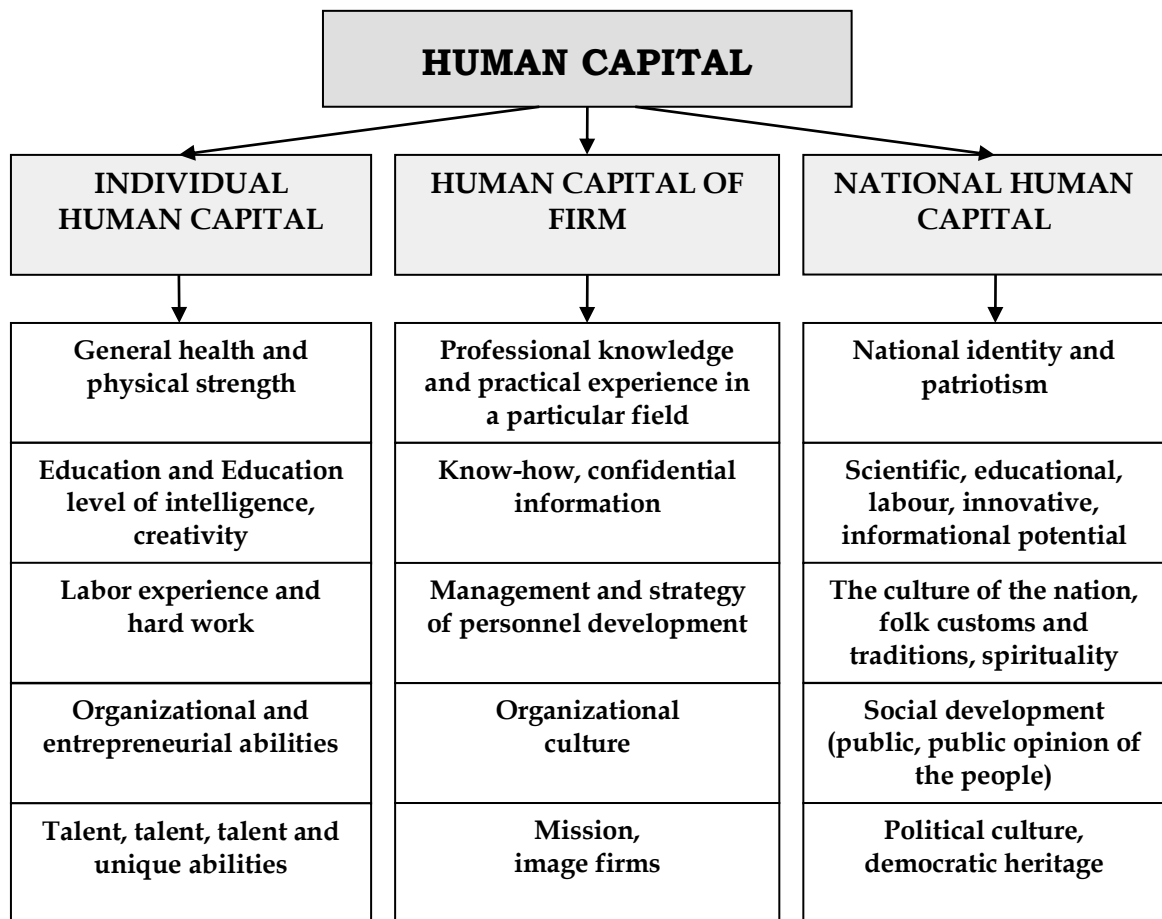 HUMAN CAPITAL
INDIVIDUAL
HUMAN CAPITAL
HUMAN CAPITAL OF
FIRM
NATIONAL HUMAN
CAPITAL
General health and
physical strength
Professional knowledge
and practical experience in
a particular field
National identity and
patriotism
Education and Education
level of intelligence,
creativity
Know-how, confidential
information
Scientific, educational,
labour, innovative,
informational potential
Labor experience and
hard work
Management and strategy
of personnel development
The culture of the nation,
folk customs and
traditions, spirituality
Organizational and
entrepreneurial abilities
Organizational
culture
Social development
(public, public opinion of
the people)
Talent, talent, talent and
unique abilities
Mission,
image firms
Political culture,
democratic heritage